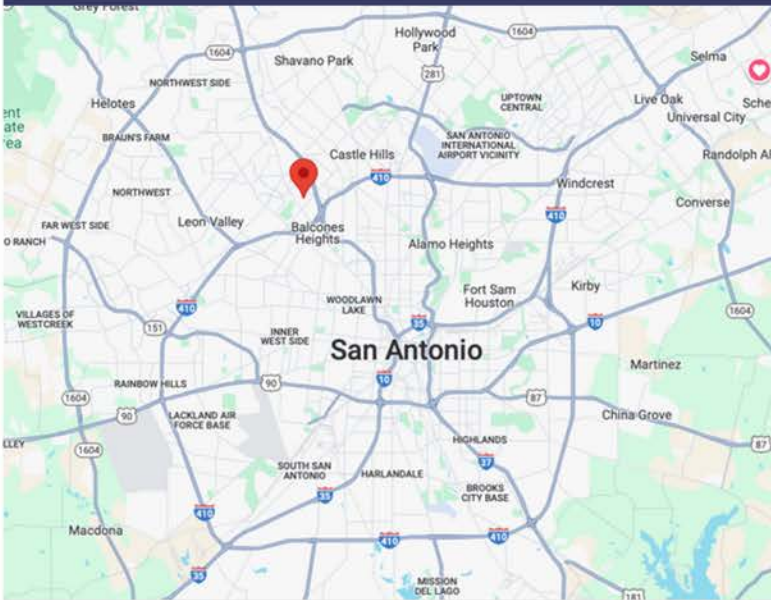 Grey Forest
Hollywood
Park
1604
1604
Selma
Shavano Park
281
NORTHWEST SIDE
UPTOWN
CENTRAL
Live Oak
Helotes
Universal City
BRAUN'S FARM
SAN ANTONIO
INTERNATIONAL
AIRPORT VICINITY
Castle Hills
410
Windcrest
NORTHWEST
Converse
410
Leon Valley
FAR WEST SIDE
Balcones
Heights
O RANCH
Alamo Heights
Fort Sam
Houston
Kirby
WOODLAWN
LAKE
410
VILLAGES OF
WESTCREEK
35
10
1604
151
INNER
WEST SIDE
San Antonio
Martinez
10
RAINBOW HILLS
90
1604
87
90
LACKLAND AIR
FORCE BASE
China Grove
HIGHLANDS
87
1604
37
SOUTH SAN
ANTONIO
HARLANDALE
BROOKS
CITY BASE
35
410
Macdona
410
410
35
MISSION
DEL LAGO
181